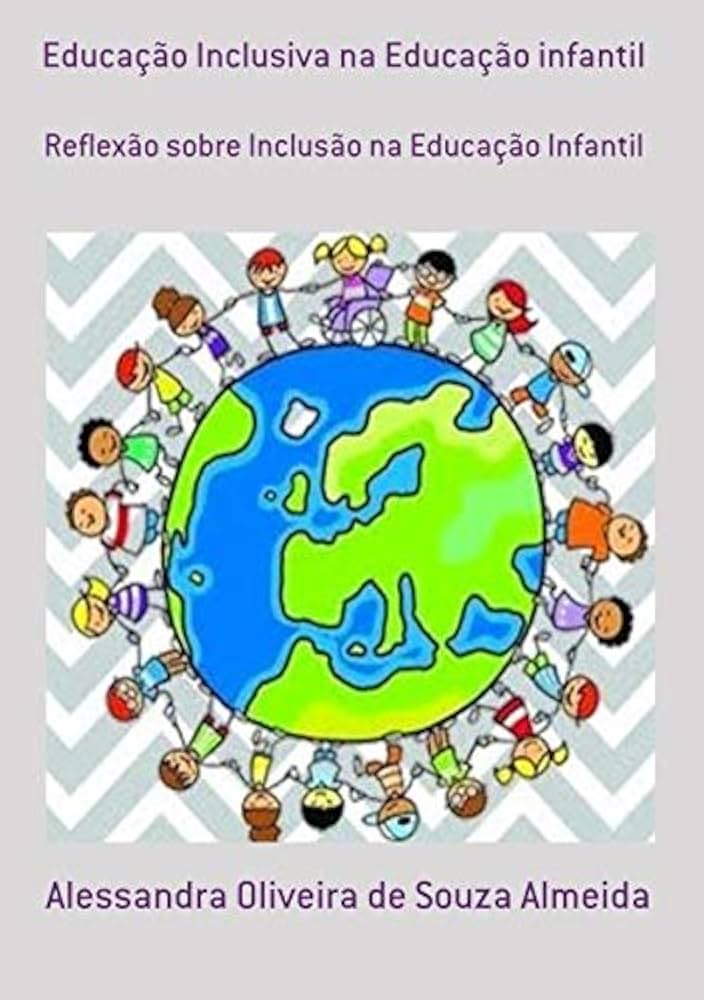 Educação Inclusiva na Educação infantil
Reflexão sobre Inclusão na Educação Infantil
Alessandra Oliveira de Souza Almeida